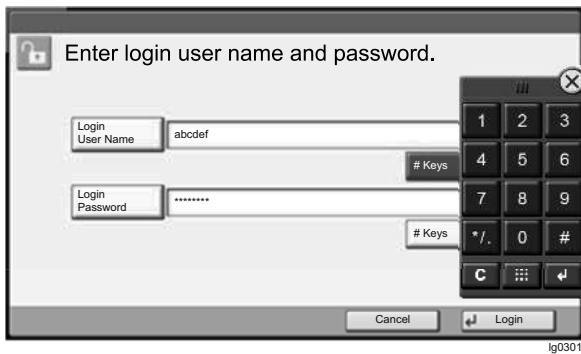 Enter login user name and password.
Login
User Name
abcdef
# Keys
Login
Password
********
# Keys
1 2 3
4 5 6
7 8 9
*/. 0 #
C
Cancel
Login
lg0301